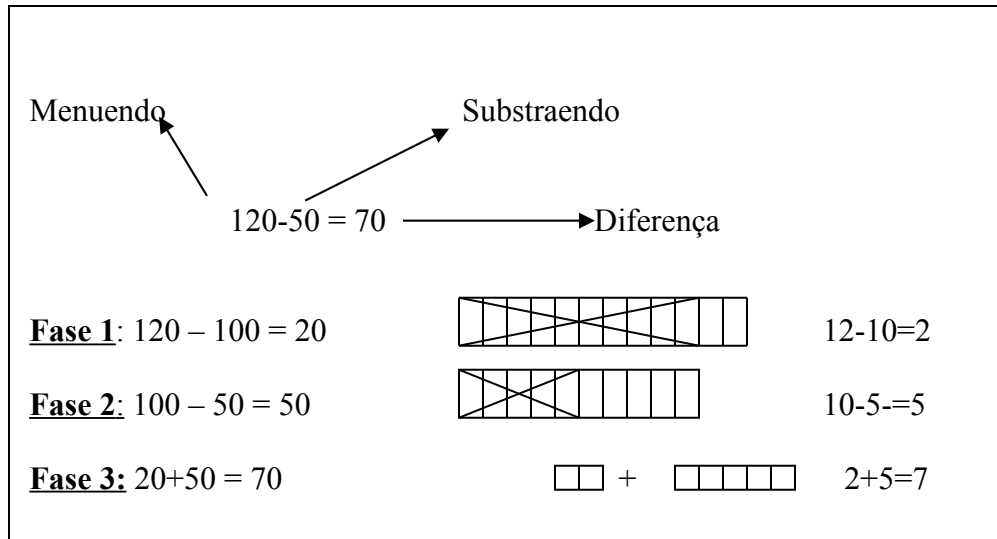 Menuendo Substraendo
120-50 = 70 Diferença
Fase 1: 120 – 100 = 20 12-10=2
Fase 2: 100 – 50 = 50 10-5-=5
Fase 3: 20+50 = 70 + 2+5=7